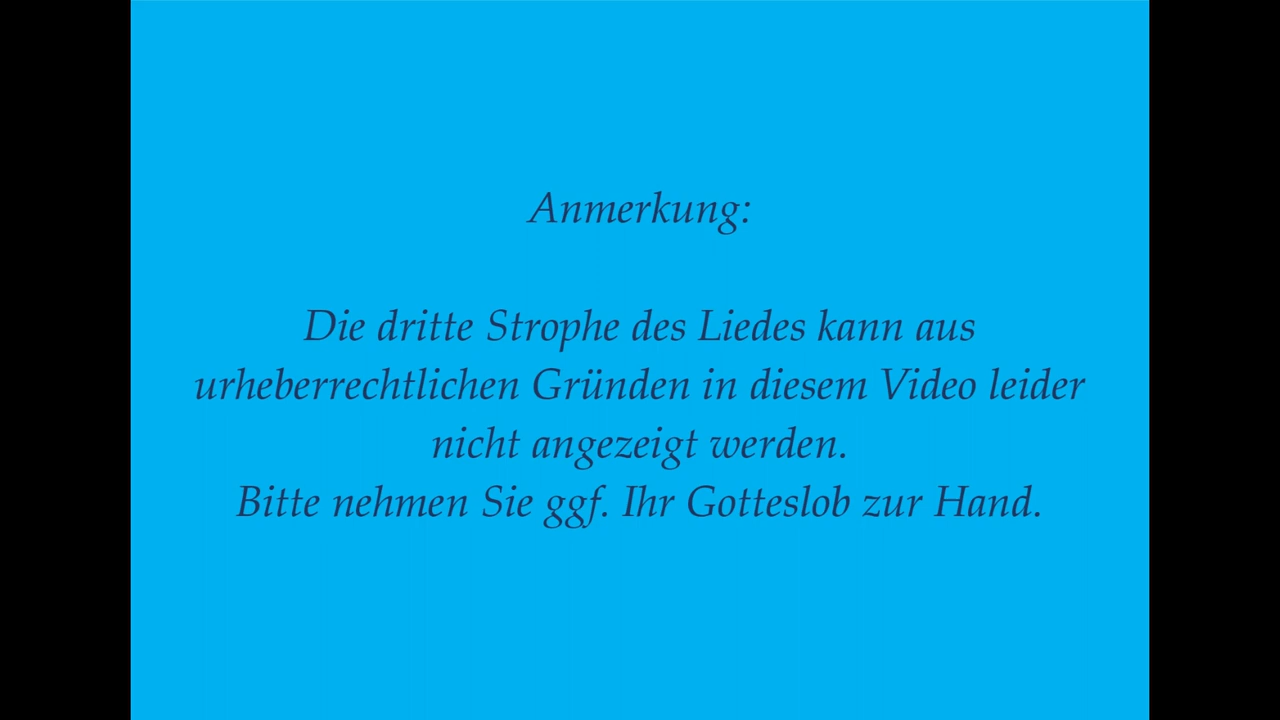 Anmerkung:
Die dritte Strophe des Liedes kann aus
urheberrechtlichen Gründen in diesem Video leider
nicht angezeigt werden.
Bitte nehmen Sie ggf. Ihr Gotteslob zur Hand.